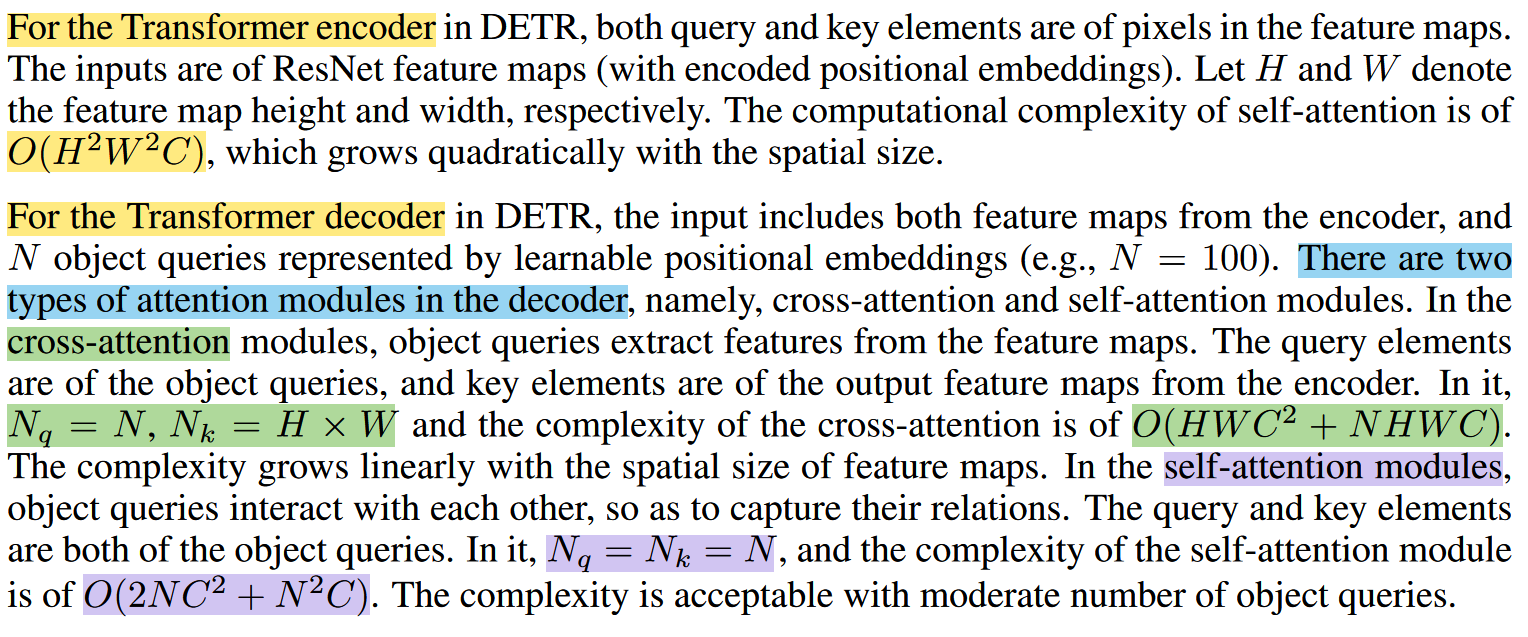 For the Transformer encoder in DETR, both query and key elements are of pixels in the feature maps.
The inputs are of ResNet feature maps (with encoded positional embeddings). Let H and W denote
the feature map height and width, respectively. The computational complexity of self-attention is of
O(H²W²C), which grows quadratically with the spatial size.
For the Transformer decoder in DETR, the input includes both feature maps from the encoder, and
N object queries represented by learnable positional embeddings (e.g., N = 100). There are two
types of attention modules in the decoder, namely, cross-attention and self-attention modules. In the
cross-attention modules, object queries extract features from the feature maps. The query elements
are of the object queries, and key elements are of the output feature maps from the encoder. In it,
N_q = N, N_k = H × W and the complexity of the cross-attention is of O(HWC² + NHWC).
The complexity grows linearly with the spatial size of feature maps. In the self-attention modules,
object queries interact with each other, so as to capture their relations. The query and key elements
are both of the object queries. In it, N_q = N_k = N, and the complexity of the self-attention module
is of O(2NC² + N²C). The complexity is acceptable with moderate number of object queries.